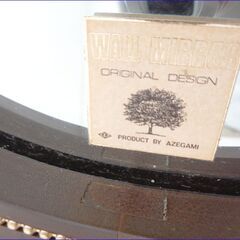 WALL MIRROR
ORIGINAL DESIGN
PRODUCT BY AZEGAMI